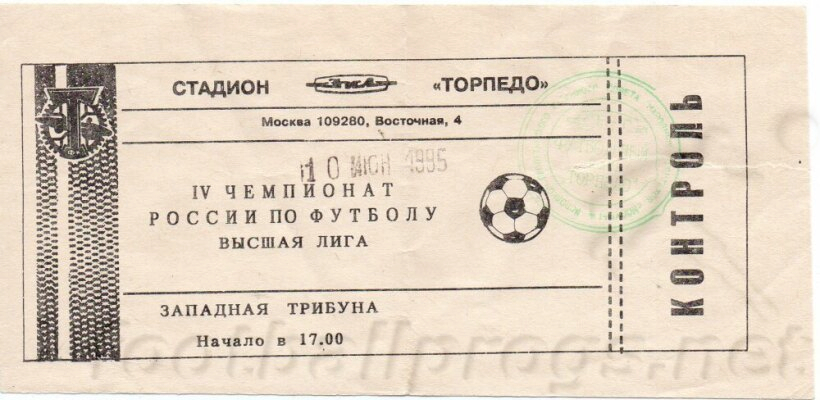 СТАДИОН ЗИЛ «ТОРПЕДО»
Москва 109280, Восточная, 4
10 ИЮН 1995
IV ЧЕМПИОНАТ
РОССИИ ПО ФУТБОЛУ
ВЫСШАЯ ЛИГА
ЗАПАДНАЯ ТРИБУНА
Начало в 17.00
КОНТРОЛЬ